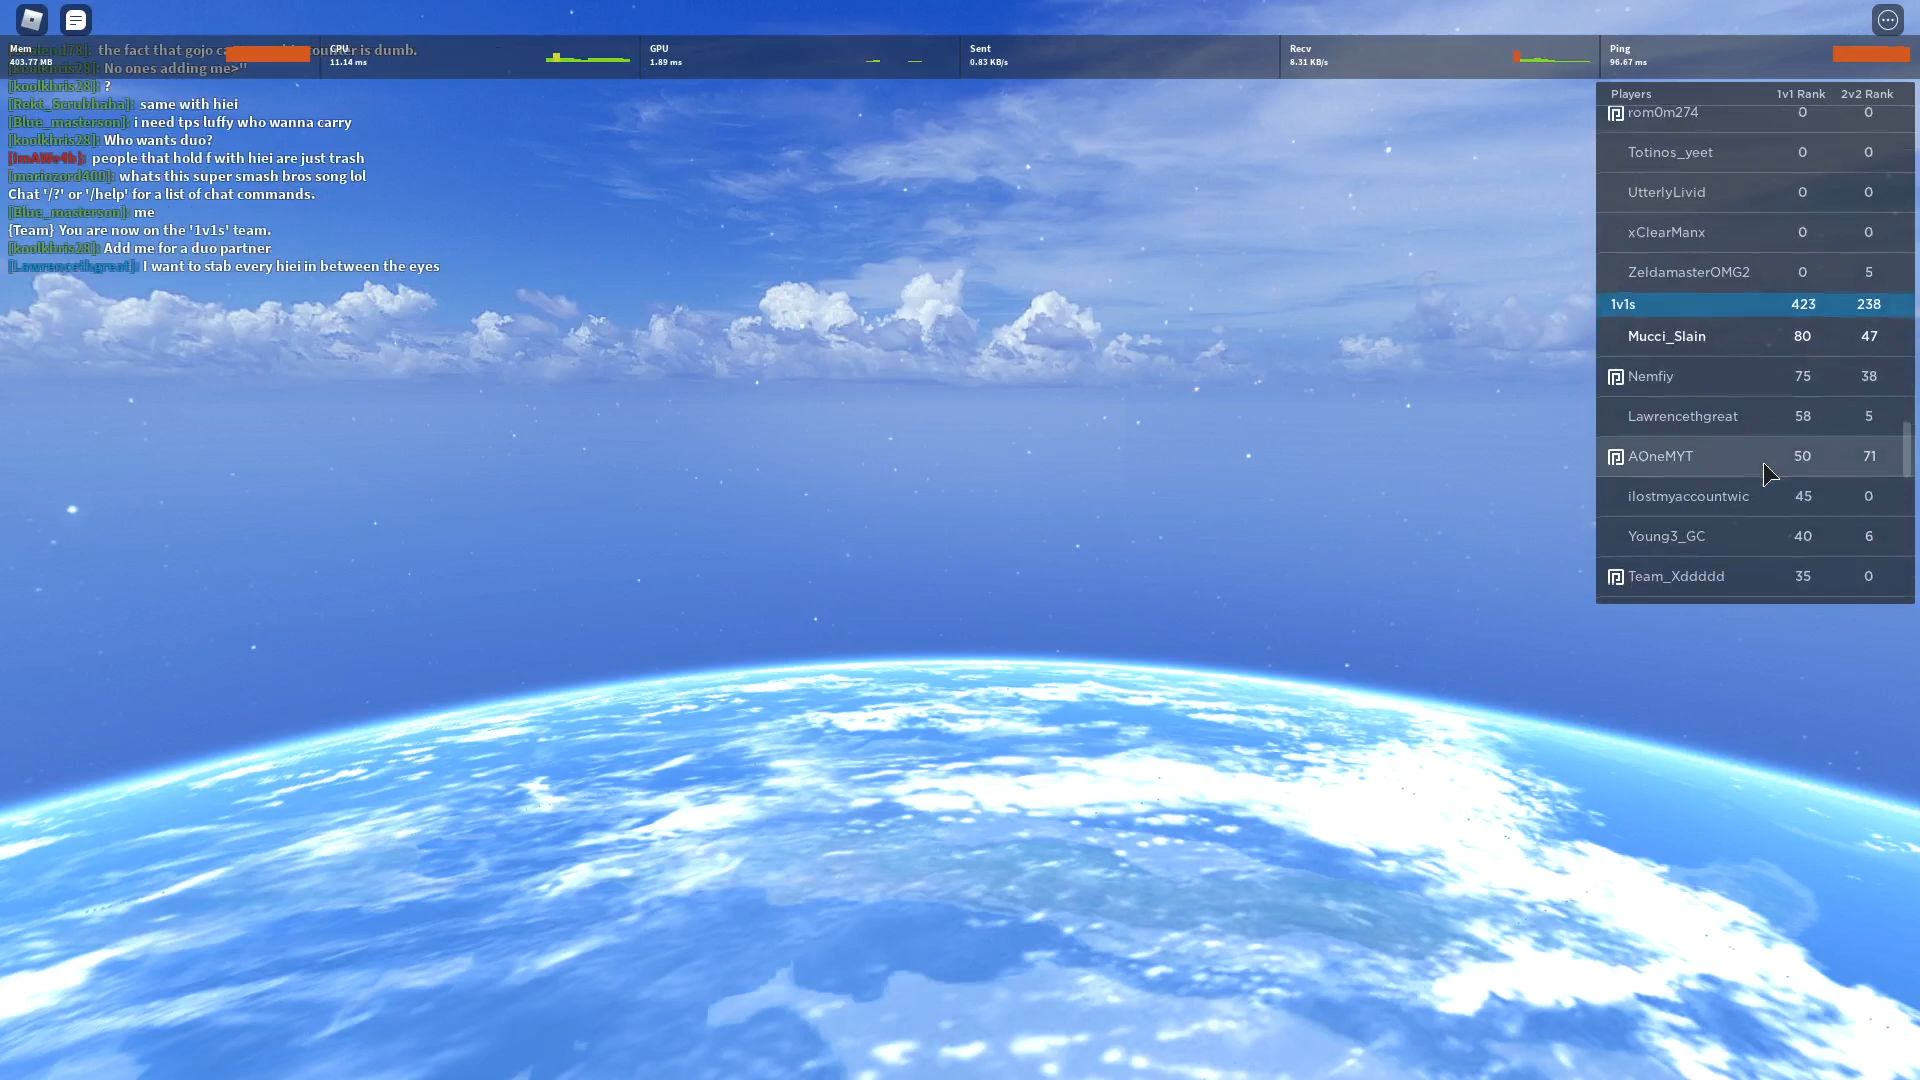 Mem
403.77 MB
CPU
11.14 ms
GPU
1.89 ms
Sent
0.83 KB/s
Recv
8.31 KB/s
Ping
96.67 ms
the fact that gojo is dumb.
[koolkhris28]: No ones adding me>"
[koolkhris28]: ?
[Rekt_Scrubhaha]: same with hiei
[Blue_masterson]: i need tps luffy who wanna carry
[koolkhris28]: Who wants duo?
[ImAWe4b]: people that hold f with hiei are just trash
[marinzord400]: whats this super smash bros song lol
Chat '/?' or '/help' for a list of chat commands.
[Blue_masterson]: me
{Team} You are now on the '1v1s' team.
[koolkhris28]: Add me for a duo partner
[Lawrencethgreat]: I want to stab every hiei in between the eyes
Players 1v1 Rank 2v2 Rank
rom0m274 0 0
Totinos_yeet 0 0
UtterlyLivid 0 0
xClearManx 0 0
ZeldamasterOMG2 0 5
1v1s 423 238
Mucci_Slain 80 47
Nemfiy 75 38
Lawrencethgreat 58 5
AOneMYT 50 71
ilostmyaccountwic 45 0
Young3_GC 40 6
Team_Xddddd 35 0